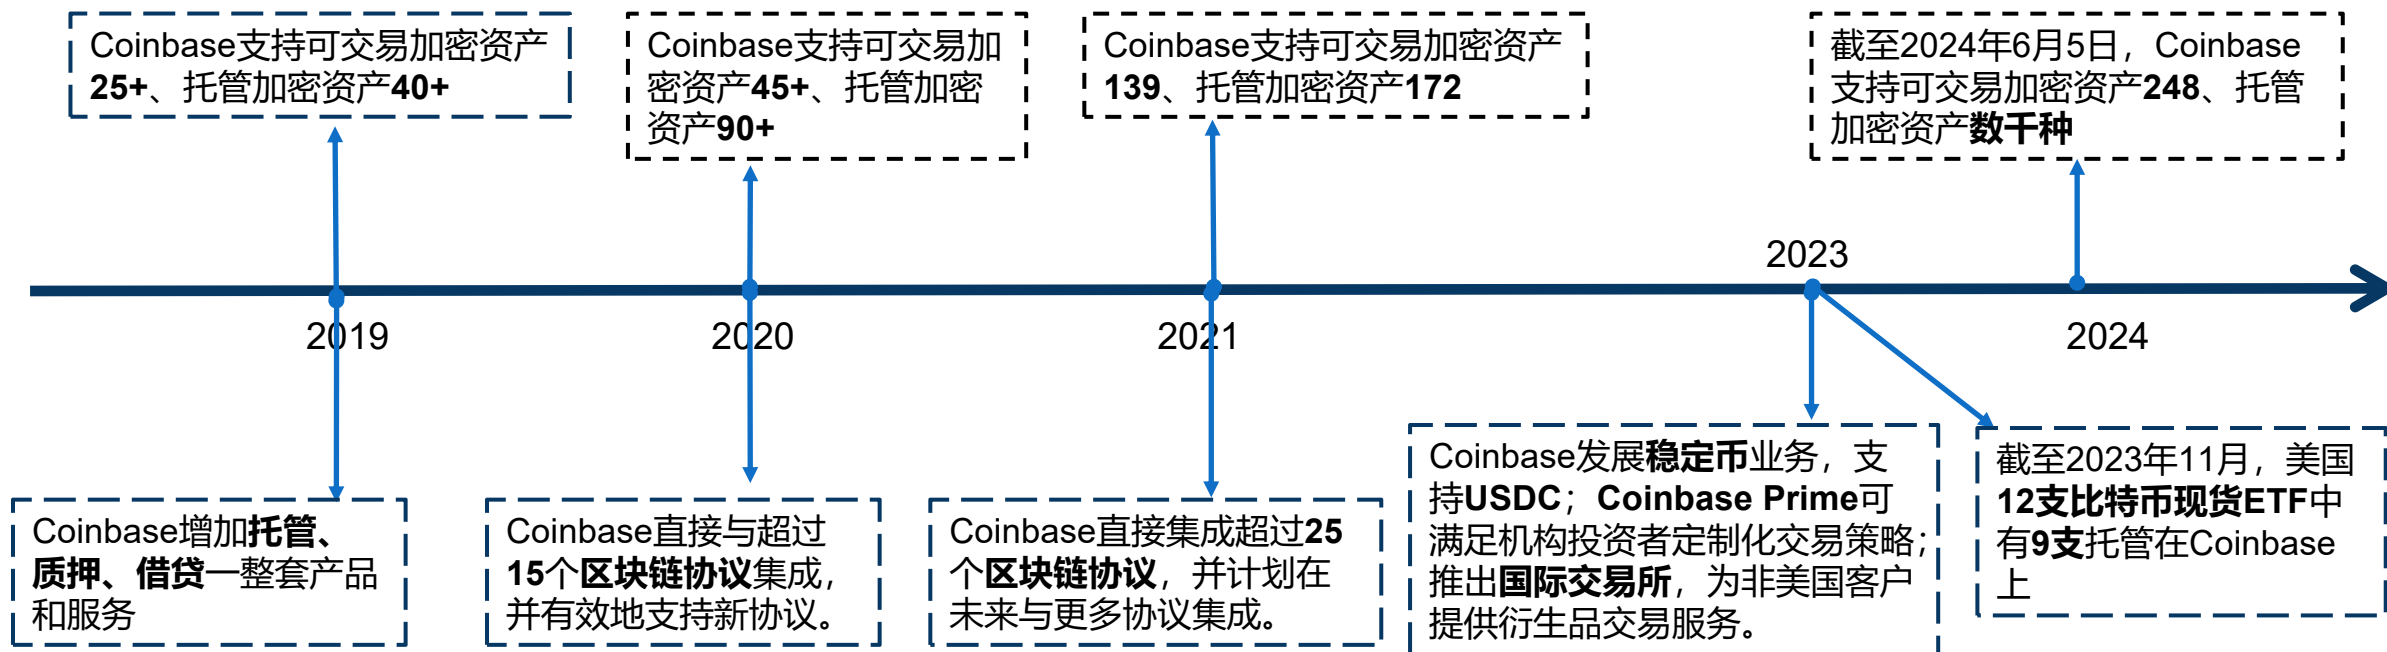 Coinbase支持可交易加密资产
25+、托管加密资产40+
Coinbase支持可交易加
密资产45+、托管加密
资产90+
Coinbase支持可交易加密资产
139、托管加密资产172
截至2024年6月5日，Coinbase
支持可交易加密资产248、托管
加密资产数千种
2023
2019
2020
2021
2024
Coinbase增加托管、
质押、借贷一整套产品
和服务
Coinbase直接与超过
15个区块链协议集成，
并有效地支持新协议。
Coinbase直接集成超过25
个区块链协议，并计划在
未来与更多协议集成。
Coinbase发展稳定币业务，支
持USDC；Coinbase Prime可
满足机构投资者定制化交易策略；
推出国际交易所，为非美国客户
提供衍生品交易服务。
截至2023年11月，美国
12支比特币现货ETF中
有9支托管在Coinbase
上